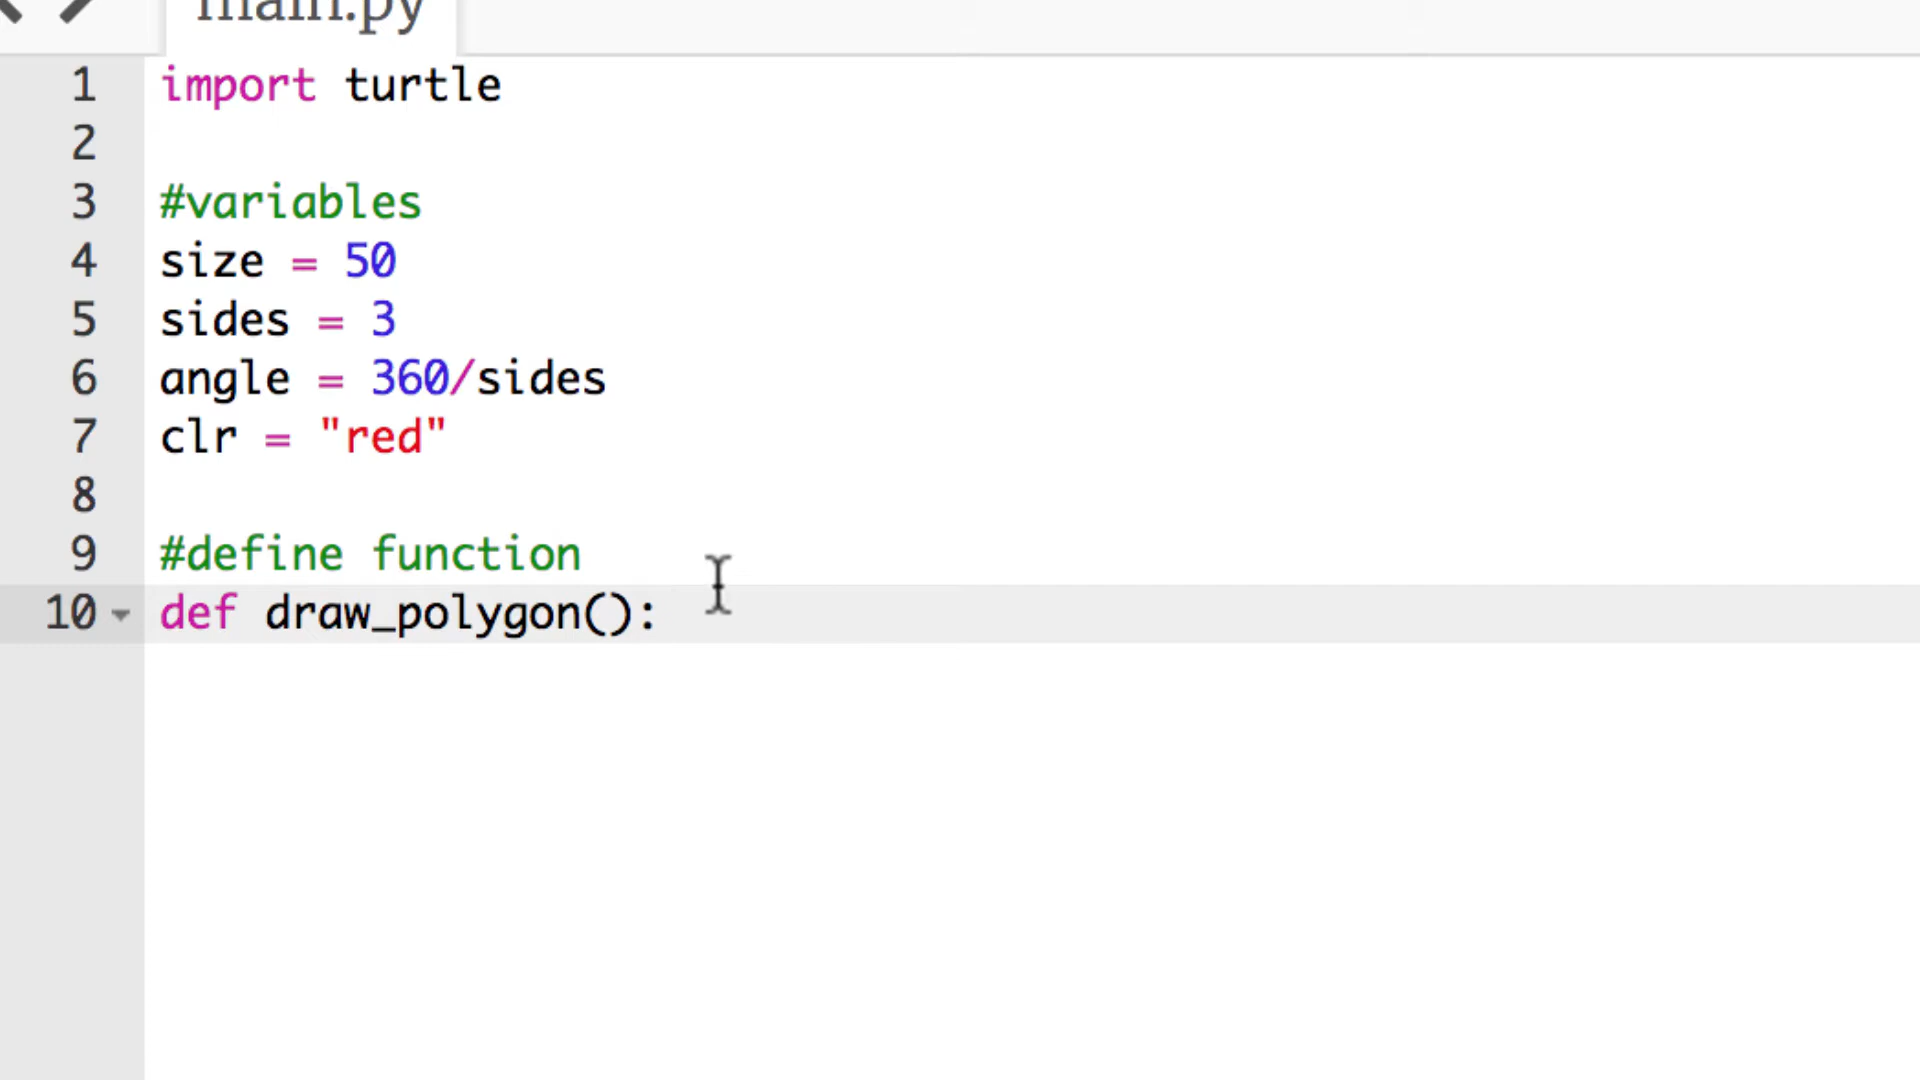 main.py
1 import turtle
2
3 #variables
4 size = 50
5 sides = 3
6 angle = 360/sides
7 clr = "red"
8
9 #define function
10 def draw_polygon():